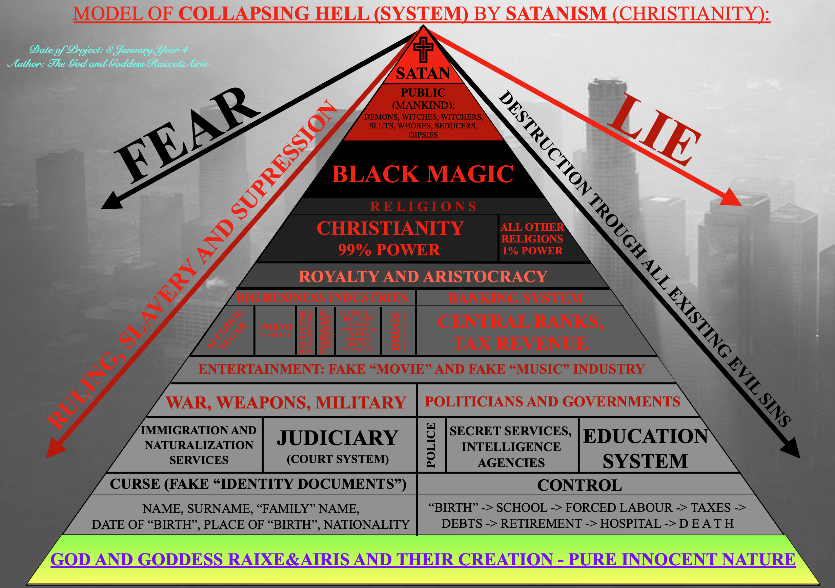 MODEL OF COLLAPSING HELL (SYSTEM) BY SATANISM (CHRISTIANITY):
Date of Project: 8 January, Year 4
Author: The God and Goddess Raixe&Airis
FEAR
LIE
RULING, SLAVERY AND SUPRESSION
DESTRUCTION TROUGH ALL EXISTING EVIL SINS
SATAN
PUBLIC
(MANKIND):
DEMONS, WITCHES, WITCHERS,
SLUTS, WHORES, SEDUCERS,
GIPSIES
BLACK MAGIC
RELIGIONS
CHRISTIANITY
99% POWER
ALL OTHER
RELIGIONS
1% POWER
ROYALTY AND ARISTOCRACY
BIG BUSINESS INDUSTRIES
BANKING SYSTEM
CENTRAL BANKS,
TAX REVENUE
ENTERTAINMENT: FAKE “MOVIE” AND FAKE “MUSIC” INDUSTRY
WAR, WEAPONS, MILITARY
POLITICIANS AND GOVERNMENTS
IMMIGRATION AND
NATURALIZATION
SERVICES
JUDICIARY
(COURT SYSTEM)
POLICE
SECRET SERVICES,
INTELLIGENCE
AGENCIES
EDUCATION
SYSTEM
CURSE (FAKE “IDENTITY DOCUMENTS”)
CONTROL
NAME, SURNAME, “FAMILY” NAME,
DATE OF “BIRTH”, PLACE OF “BIRTH”, NATIONALITY
“BIRTH” -> SCHOOL -> FORCED LABOUR -> TAXES ->
DEBTS -> RETIREMENT -> HOSPITAL -> D E A T H
GOD AND GODDESS RAIXE&AIRIS AND THEIR CREATION - PURE INNOCENT NATURE